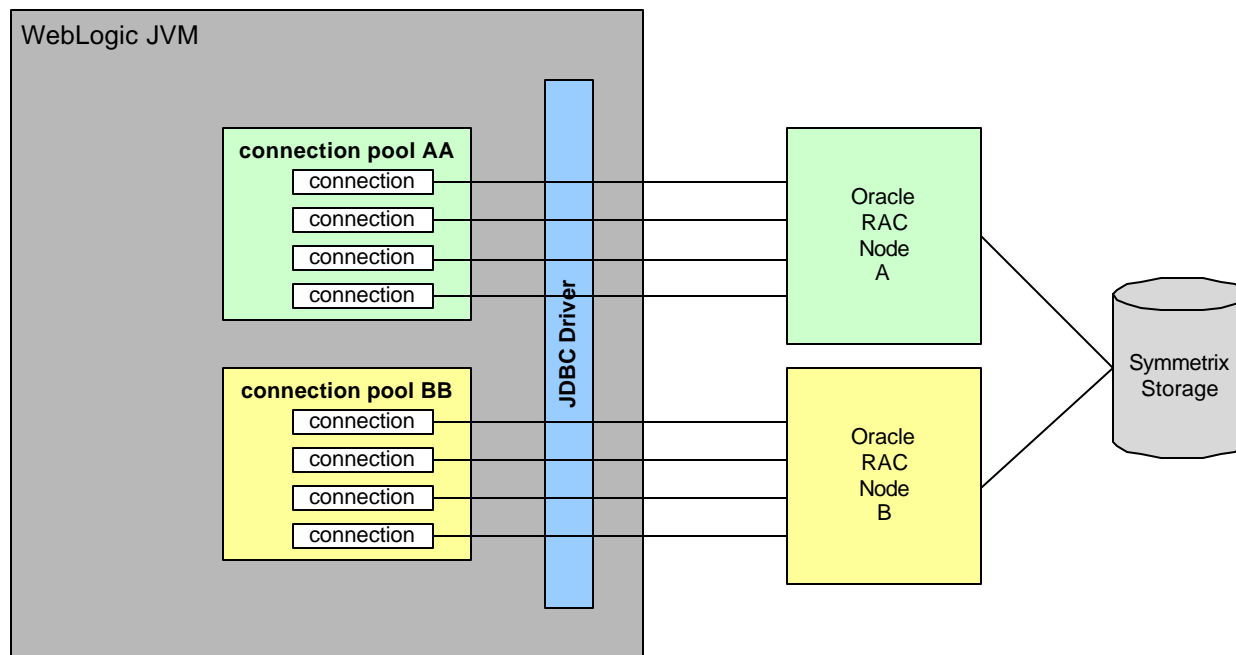 WebLogic JVM
connection pool AA
connection
connection
connection
connection
connection pool BB
connection
connection
connection
connection
JDBC Driver
Oracle
RAC
Node
A
Oracle
RAC
Node
B
Symmetrix
Storage